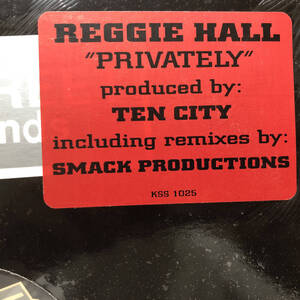 REGGIE HALL
"PRIVATELY"
produced by:
TEN CITY
including remixes by:
SMACK PRODUCTIONS
KSS 1025